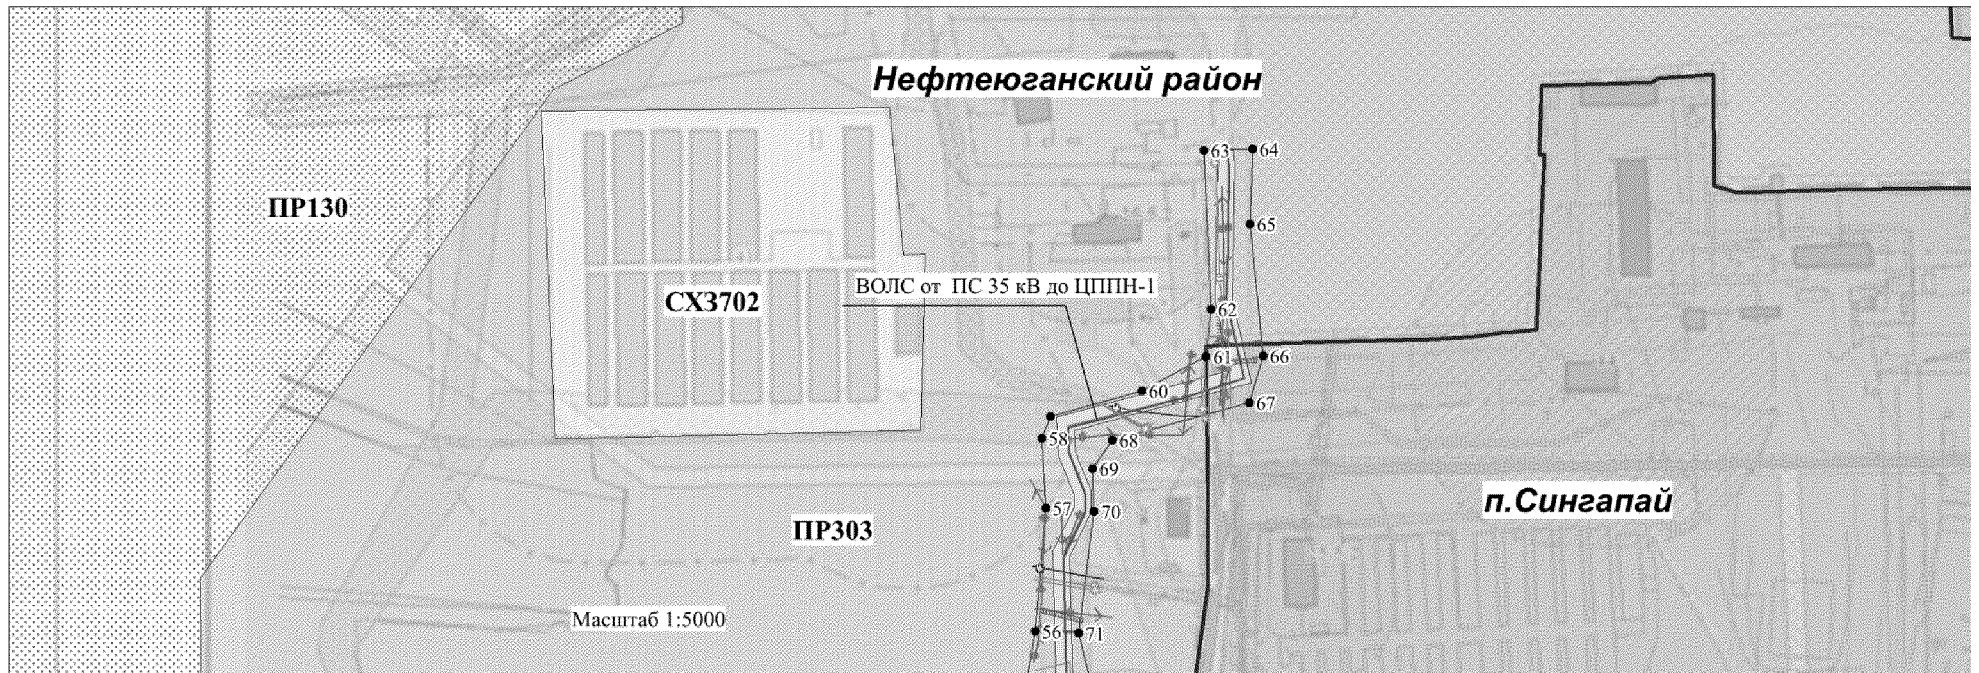 Нефтеюганский район
63
64
ПР130
65
ВОЛС от ПС 35 кВ до ЦППН-1
СХ3702
62
61
66
60
67
58
68
69
п.Сингапай
57
70
ПР303
Масштаб 1:5000
56
71